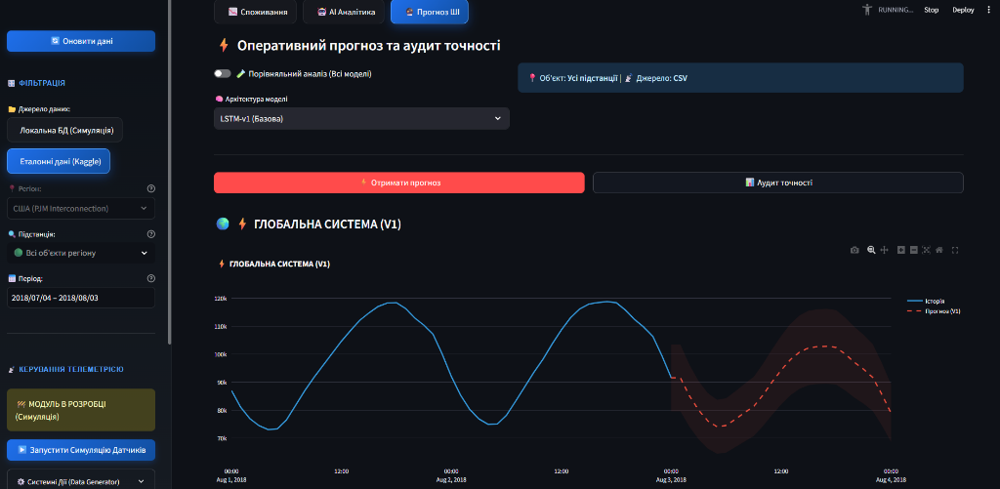 Споживання
AI Аналітика
Прогноз ШІ
RUNNING...
Stop
Deploy
Оновити дані
ФІЛЬТРАЦІЯ
Джерело даних:
Локальна БД (Симуляція)
Еталонні дані (Kaggle)
Регіон:
США (PJM Interconnection)
Підстанція:
Всі об'єкти регіону
Період:
2018/07/04 – 2018/08/03
КЕРУВАННЯ ТЕЛЕМЕТРІЄЮ
МОДУЛЬ В РОЗРОБЦІ
(Симуляція)
Запустити Симуляцію Датчиків
Системні Дії (Data Generator)
Оперативний прогноз та аудит точності
Порівняльний аналіз (Всі моделі)
Об'єкт: Усі підстанції | Джерело: CSV
Архітектура моделі
LSTM-v1 (Базова)
Отримати прогноз
Аудит точності
ГЛОБАЛЬНА СИСТЕМА (V1)
ГЛОБАЛЬНА СИСТЕМА (V1)
Історія
Прогноз (V1)
120k
110k
100k
90k
80k
70k
00:00 12:00 00:00 12:00 00:00 12:00 00:00
Aug 1, 2018 Aug 2, 2018 Aug 3, 2018 Aug 4, 2018